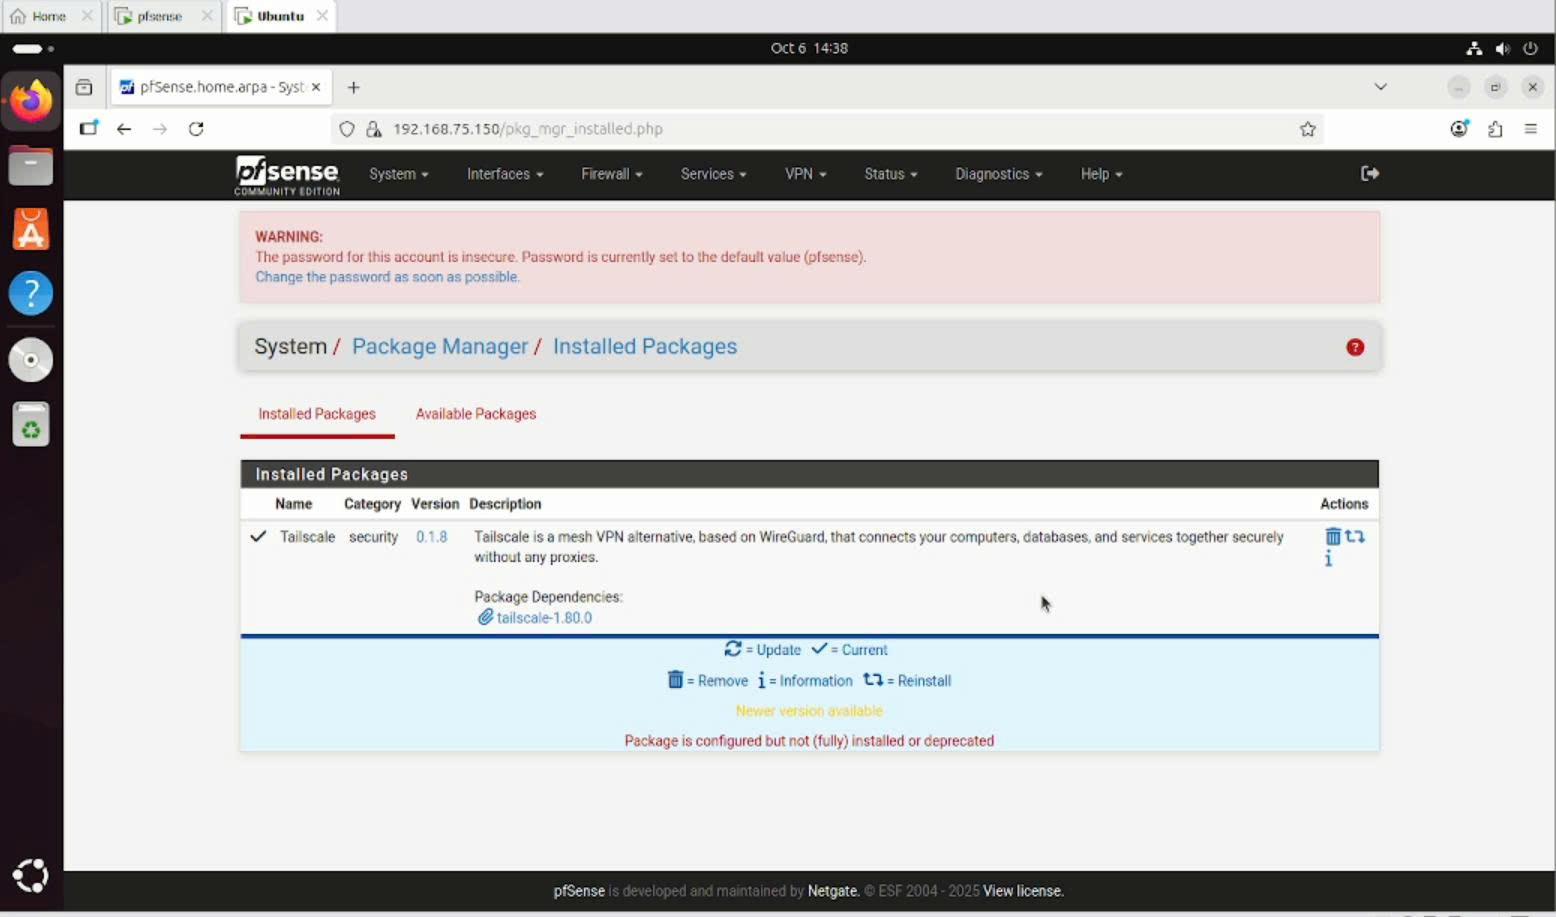 Home
pfsense
Ubuntu
Oct 6 14:38
pfSense.home.arpa - Syst
192.168.75.150/pkg_mgr_installed.php
pfsense
COMMUNITY EDITION
System
Interfaces
Firewall
Services
VPN
Status
Diagnostics
Help
WARNING:
The password for this account is insecure. Password is currently set to the default value (pfsense).
Change the password as soon as possible.
System / Package Manager / Installed Packages
Installed Packages
Available Packages
Installed Packages
Name Category Version Description Actions
Tailscale security 0.1.8 Tailscale is a mesh VPN alternative, based on WireGuard, that connects your computers, databases, and services together securely
without any proxies.
Package Dependencies:
tailscale-1.80.0
= Update = Current
= Remove = Information = Reinstall
Newer version available
Package is configured but not (fully) installed or deprecated
pfSense is developed and maintained by Netgate. © ESF 2004 - 2025 View license.